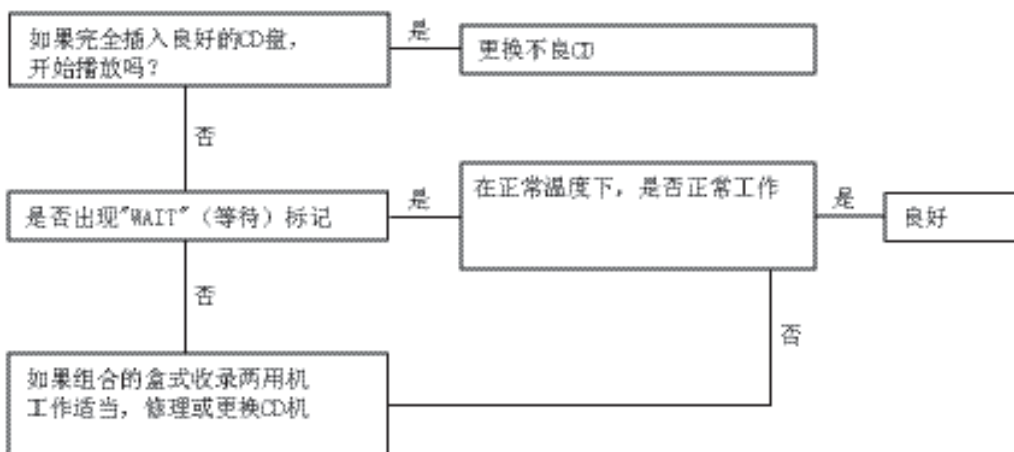 如果完全插入良好的CD盘，
开始播放吗？
是
更换不良CD
否
是否出现"WAIT"（等待）标记
是
在正常温度下，是否正常工作
是
良好
否
否
如果组合的盒式收录两用机
工作适当，修理或更换CD机